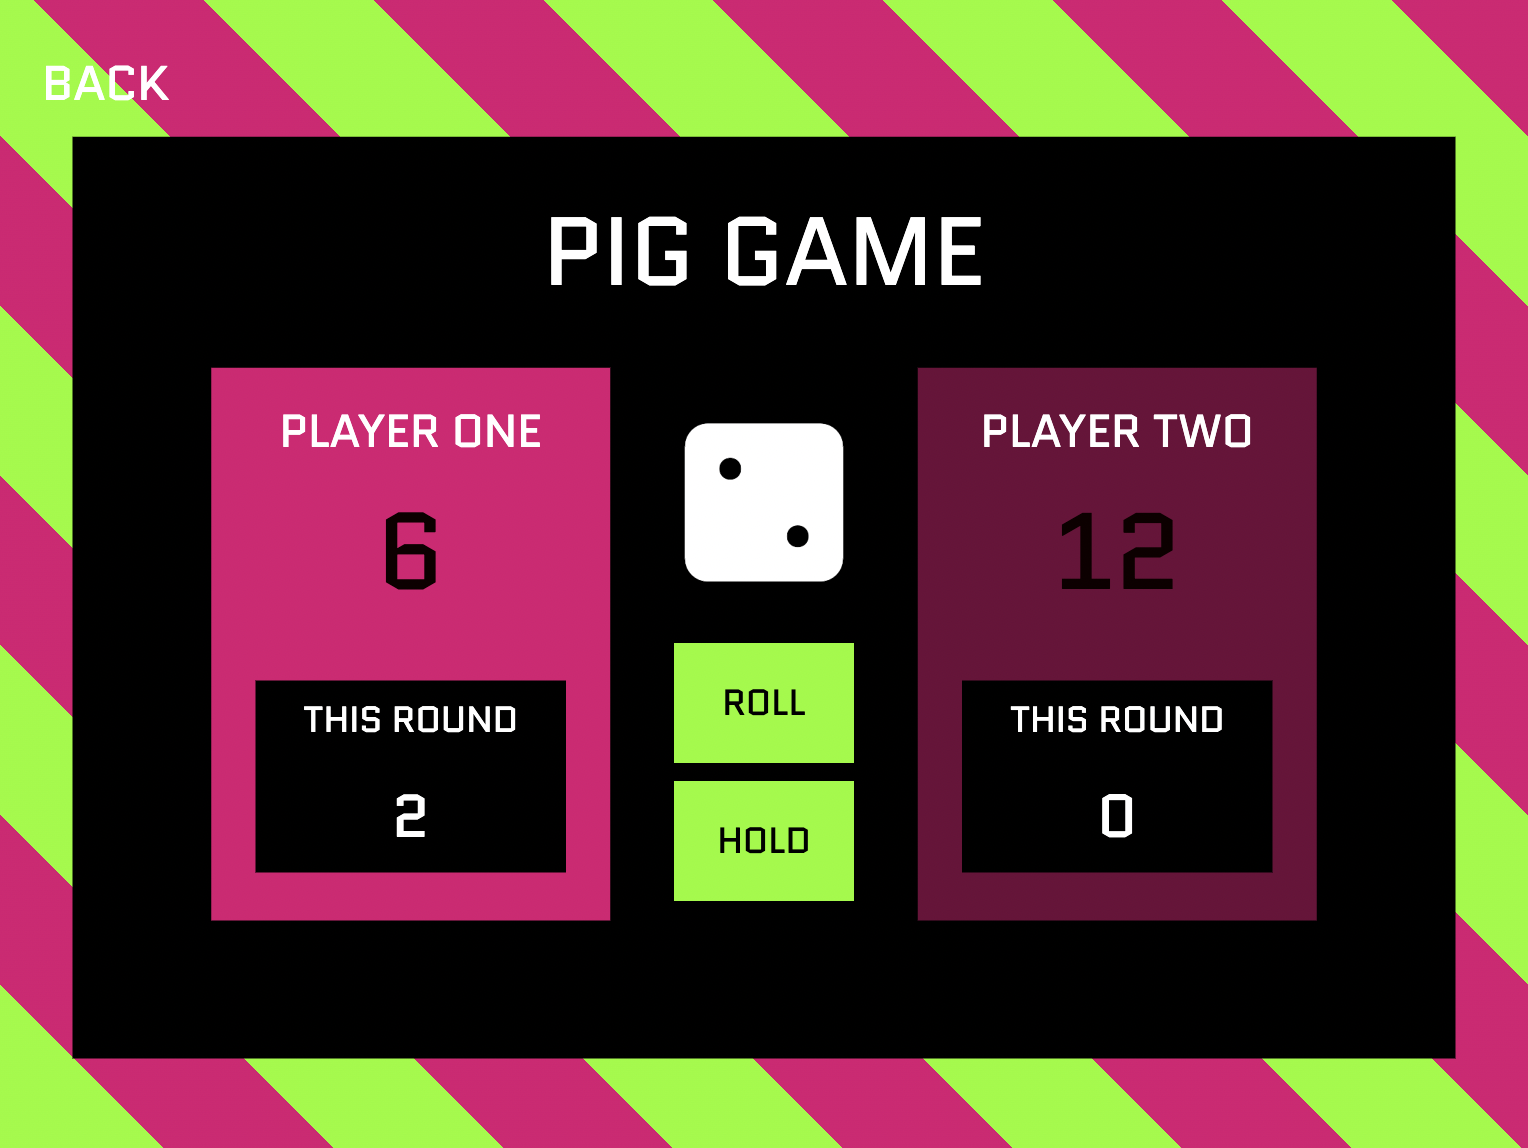 BACK
PIG GAME
PLAYER ONE
6
THIS ROUND
2
ROLL
HOLD
PLAYER TWO
12
THIS ROUND
0